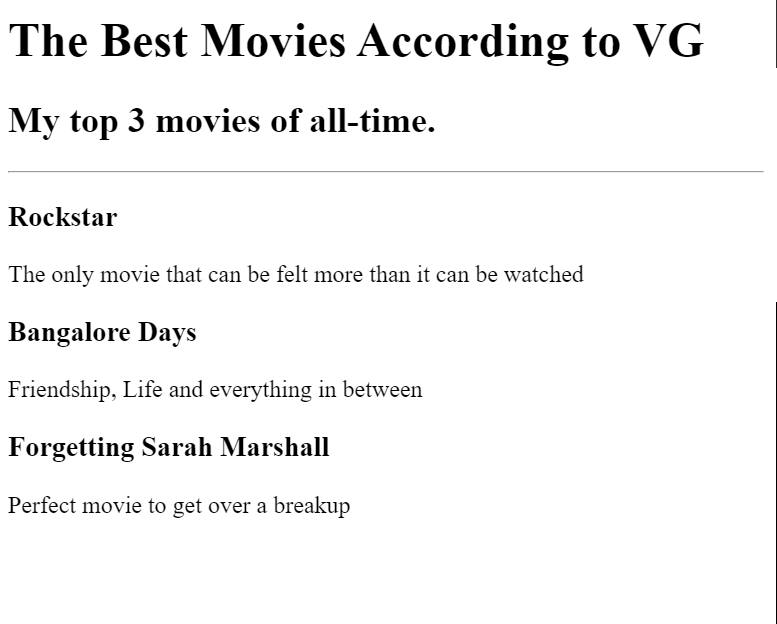 The Best Movies According to VG
My top 3 movies of all-time.
Rockstar
The only movie that can be felt more than it can be watched
Bangalore Days
Friendship, Life and everything in between
Forgetting Sarah Marshall
Perfect movie to get over a breakup